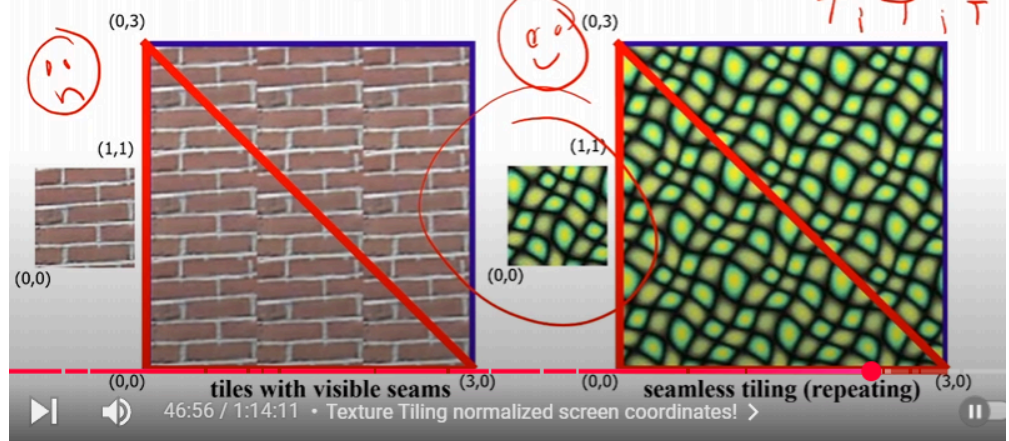 (0,3)
(0,3)
T i T i T
(1,1)
(1,1)
(0,0)
(0,0)
(0,0)
tiles with visible seams
(3,0)
(0,0)
seamless tiling (repeating)
(3,0)
46:56 / 1:14:11 • Texture Tiling normalized screen coordinates! >